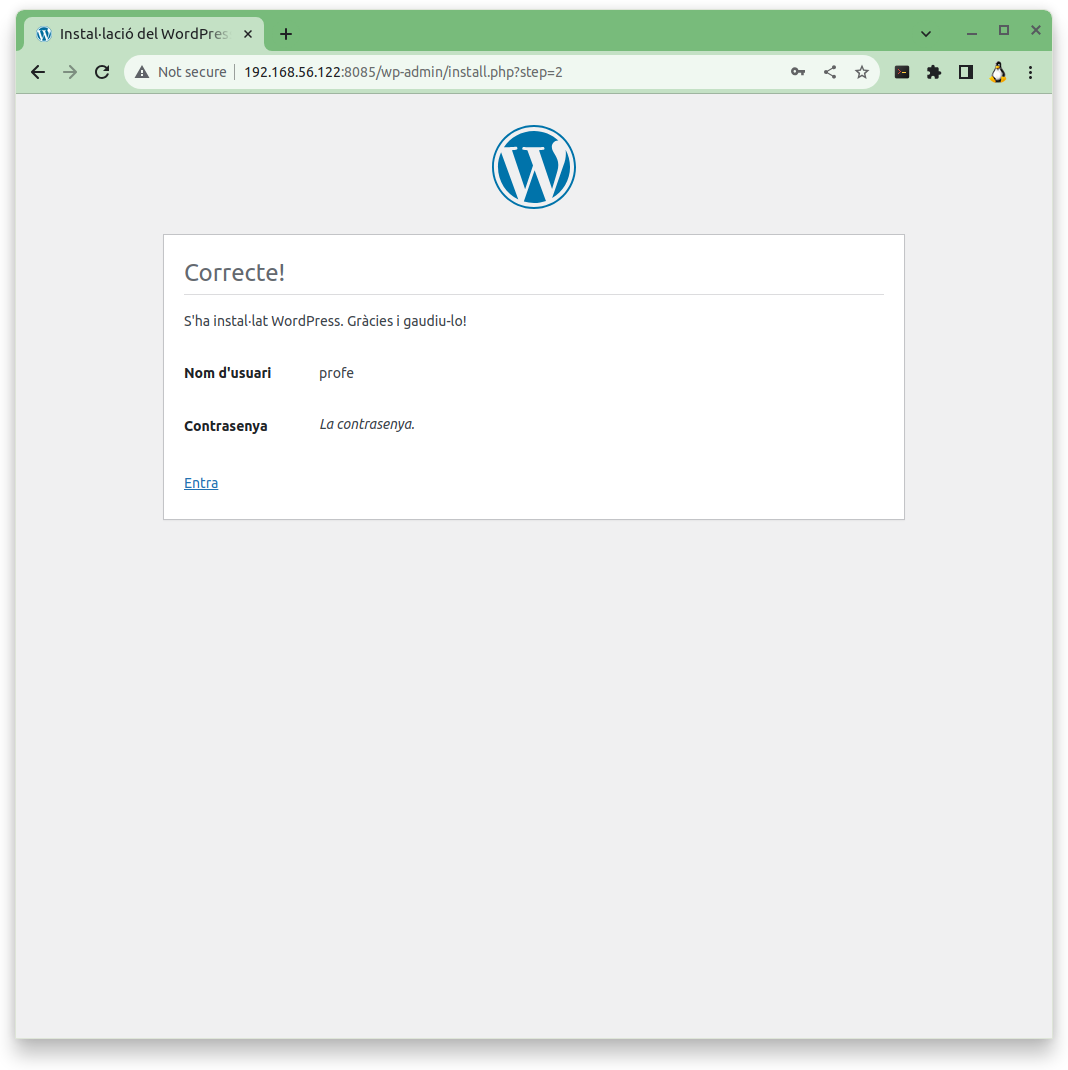 Instal·lació del WordPres
Not secure
192.168.56.122:8085/wp-admin/install.php?step=2
Correcte!
S'ha instal·lat WordPress. Gràcies i gaudiu-lo!
Nom d'usuari profe
Contrasenya La contrasenya.
Entra